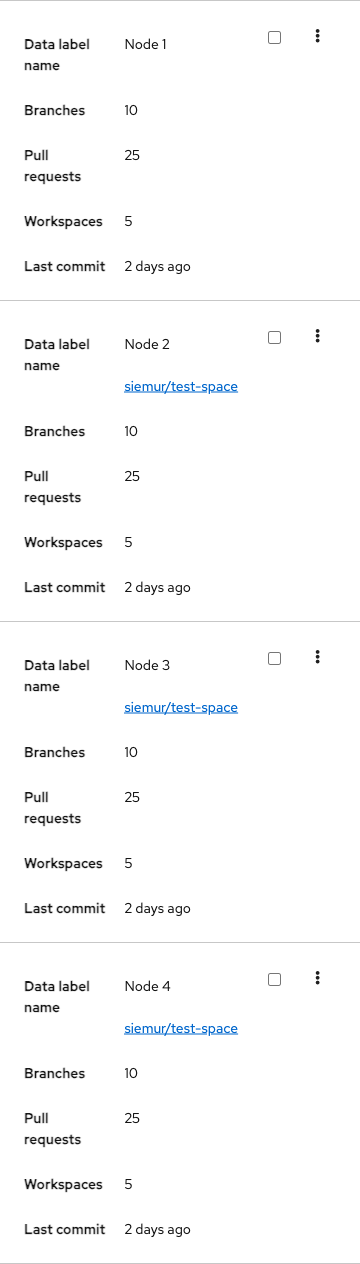 Data label name Node 1
Branches 10
Pull requests 25
Workspaces 5
Last commit 2 days ago
Data label name Node 2
siemur/test-space
Branches 10
Pull requests 25
Workspaces 5
Last commit 2 days ago
Data label name Node 3
siemur/test-space
Branches 10
Pull requests 25
Workspaces 5
Last commit 2 days ago
Data label name Node 4
siemur/test-space
Branches 10
Pull requests 25
Workspaces 5
Last commit 2 days ago